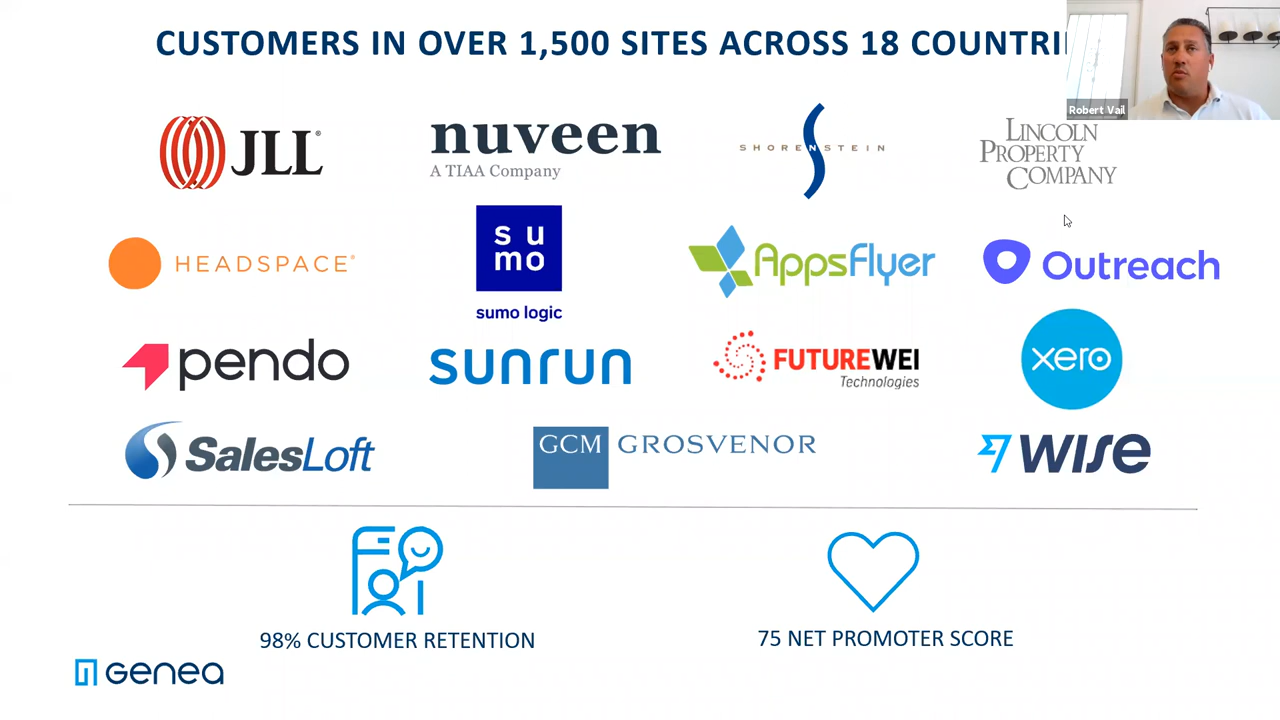 CUSTOMERS IN OVER 1,500 SITES ACROSS 18 COUNTRI
Robert Vail
JLL®
nuveen
A TIAA Company
SHORENSTEIN
LINCOLN
PROPERTY
COMPANY
HEADSPACE®
su
mo
sumo logic
AppsFlyer
Outreach
pendo
sunrun
FUTUREWEI
Technologies
xero
SalesLoft
GCM GROSVENOR
WISE
98% CUSTOMER RETENTION
75 NET PROMOTER SCORE
Genea